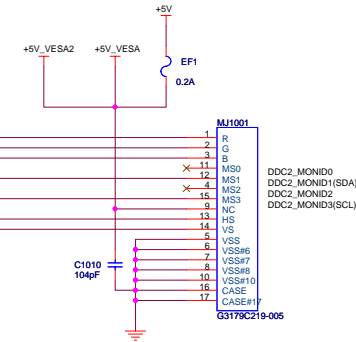 +5V
+5V_VESA2
+5V_VESA
EF1
0.2A
MJ1001
1 R
2 G
3 B
11 MS0 DDC2_MONID0
12 MS1 DDC2_MONID1(SDA)
4 MS2 DDC2_MONID2
15 MS3 DDC2_MONID3(SCL)
9 NC
13 HS
14 VS
5 VSS
6 VSS#6
7 VSS#7
8 VSS#8
10 VSS#10
16 CASE
17 CASE#17
C1010
104pF
G3179C219-005